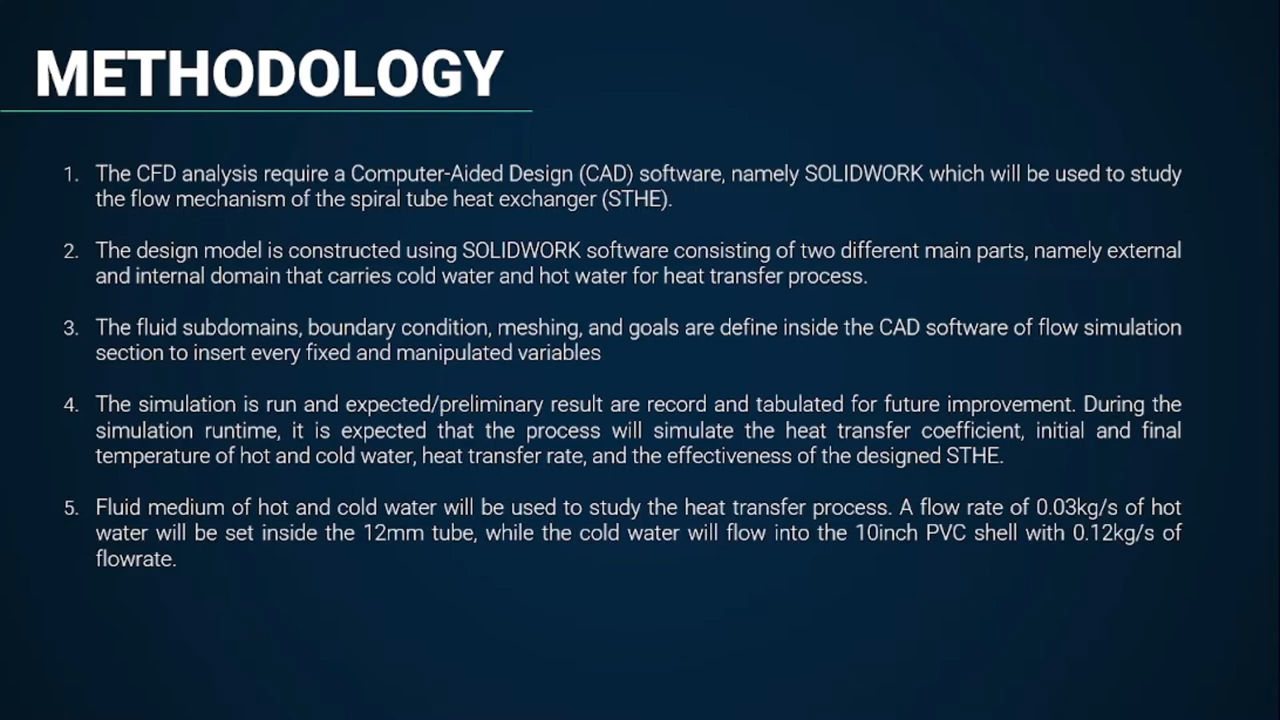 METHODOLOGY
1. The CFD analysis require a Computer-Aided Design (CAD) software, namely SOLIDWORK which will be used to study
the flow mechanism of the spiral tube heat exchanger (STHE).
2. The design model is constructed using SOLIDWORK software consisting of two different main parts, namely external
and internal domain that carries cold water and hot water for heat transfer process.
3. The fluid subdomains, boundary condition, meshing, and goals are define inside the CAD software of flow simulation
section to insert every fixed and manipulated variables
4. The simulation is run and expected/preliminary result are record and tabulated for future improvement. During the
simulation runtime, it is expected that the process will simulate the heat transfer coefficient, initial and final
temperature of hot and cold water, heat transfer rate, and the effectiveness of the designed STHE.
5. Fluid medium of hot and cold water will be used to study the heat transfer process. A flow rate of 0.03kg/s of hot
water will be set inside the 12mm tube, while the cold water will flow into the 10inch PVC shell with 0.12kg/s of
flowrate.